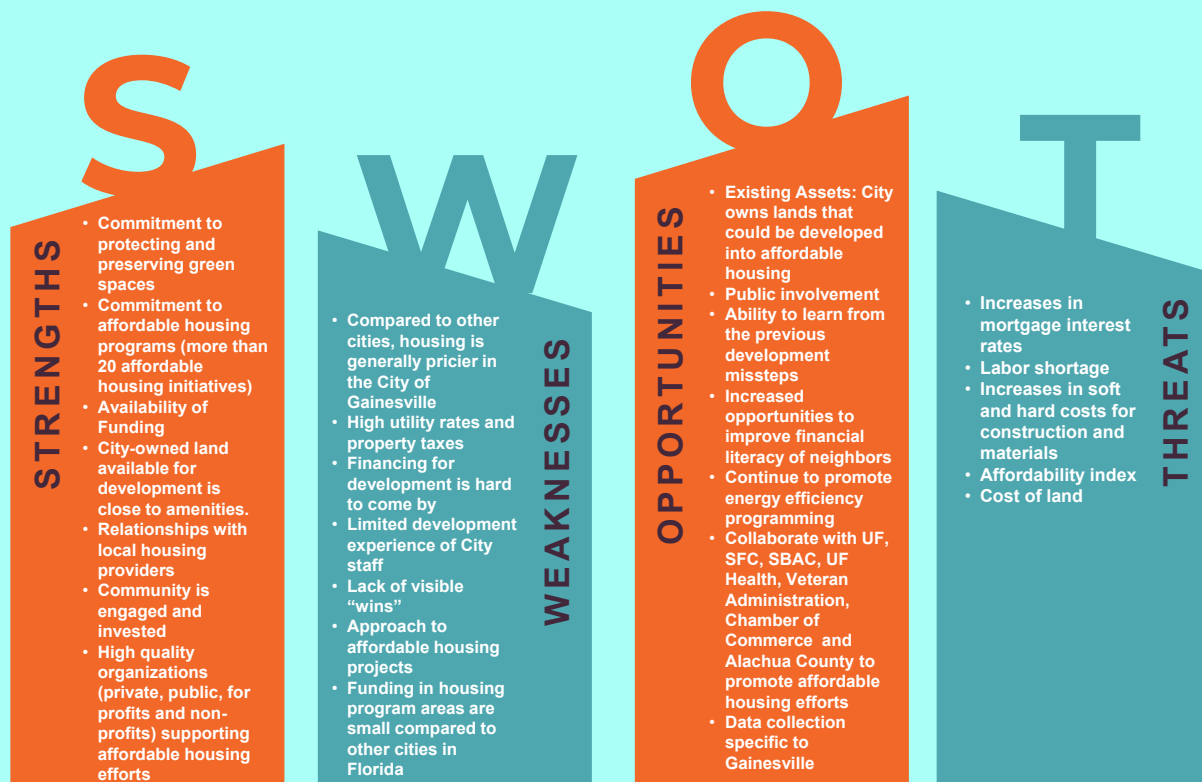 S
STRENGTHS
• Commitment to
protecting and
preserving green
spaces
• Commitment to
affordable housing
programs (more than
20 affordable
housing initiatives)
• Availability of
Funding
• City-owned land
available for
development is
close to amenities.
• Relationships with
local housing
providers
• Community is
engaged and
invested
• High quality
organizations
(private, public, for
profits and non-
profits) supporting
affordable housing
efforts
W
WEAKNESSES
• Compared to other
cities, housing is
generally pricier in
the City of
Gainesville
• High utility rates and
property taxes
• Financing for
development is hard
to come by
• Limited development
experience of City
staff
• Lack of visible
“wins”
• Approach to
affordable housing
projects
• Funding in housing
program areas are
small compared to
other cities in
Florida
O
OPPORTUNITIES
• Existing Assets: City
owns lands that
could be developed
into affordable
housing
• Public involvement
• Ability to learn from
the previous
development
missteps
• Increased
opportunities to
improve financial
literacy of neighbors
• Continue to promote
energy efficiency
programming
• Collaborate with UF,
SFC, SBAC, UF
Health, Veteran
Administration,
Chamber of
Commerce and
Alachua County to
promote affordable
housing efforts
• Data collection
specific to
Gainesville
T
THREATS
• Increases in
mortgage interest
rates
• Labor shortage
• Increases in soft
and hard costs for
construction and
materials
• Affordability index
• Cost of land